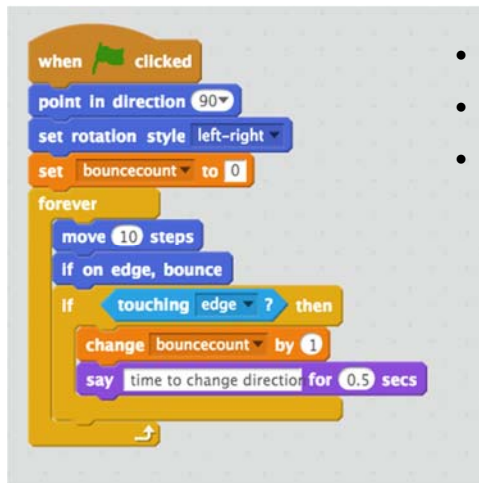 when clicked
point in direction 90
set rotation style left-right
set bouncecount to 0
forever
move 10 steps
if on edge, bounce
if touching edge ? then
change bouncecount by 1
say time to change direction for 0.5 secs